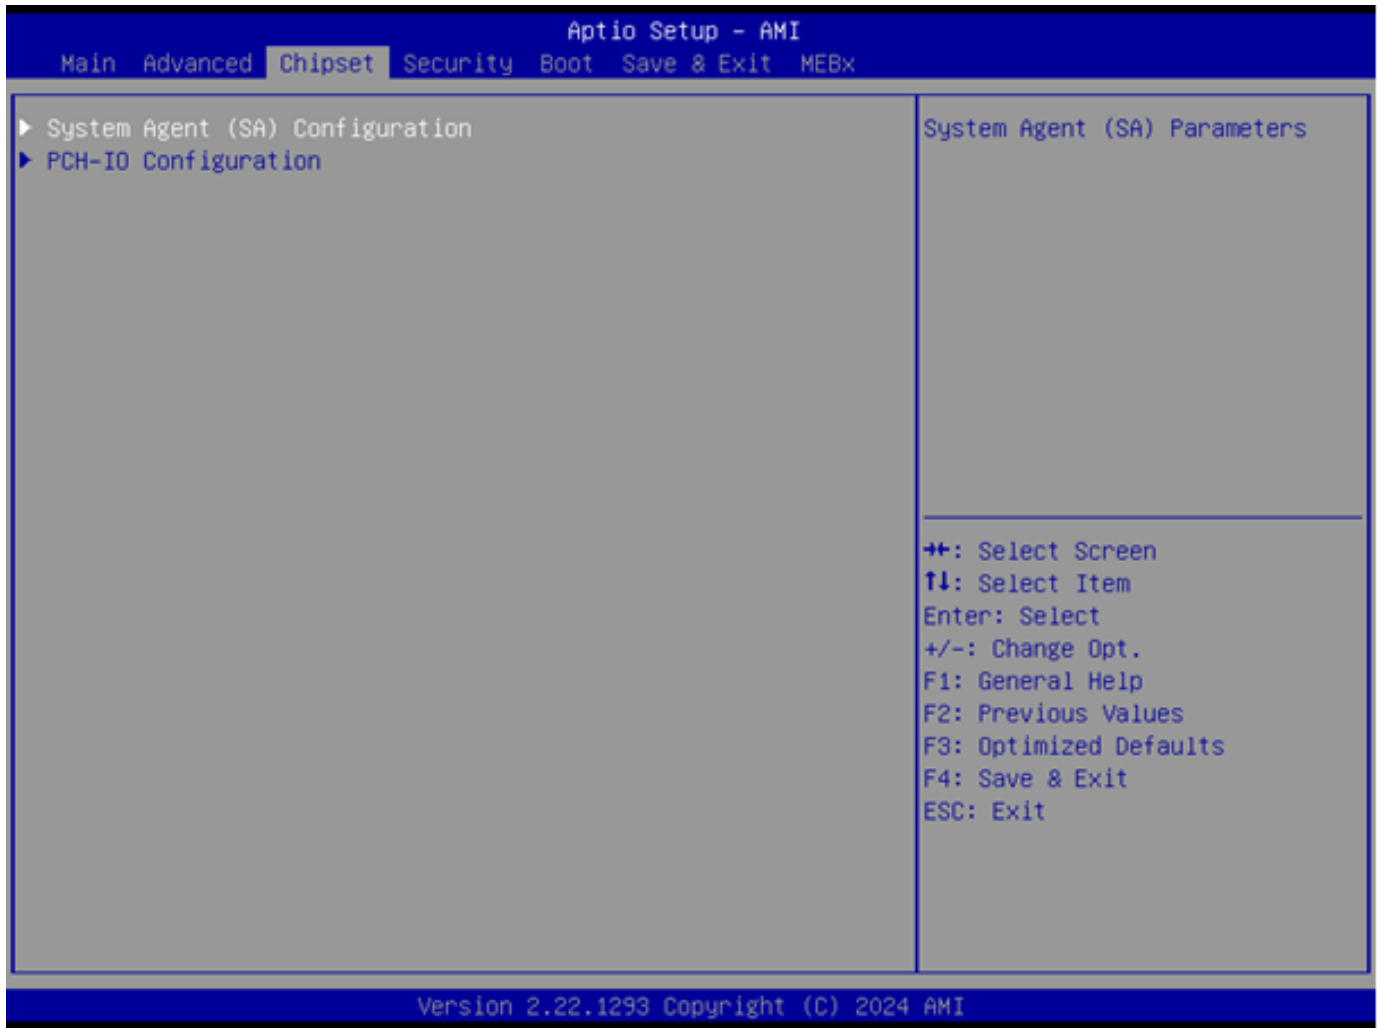 Aptio Setup – AMI
Main Advanced Chipset Security Boot Save & Exit MEBx
▶ System Agent (SA) Configuration
▶ PCH-IO Configuration
System Agent (SA) Parameters
→←: Select Screen
↑↓: Select Item
Enter: Select
+/-: Change Opt.
F1: General Help
F2: Previous Values
F3: Optimized Defaults
F4: Save & Exit
ESC: Exit
Version 2.22.1293 Copyright (C) 2024 AMI